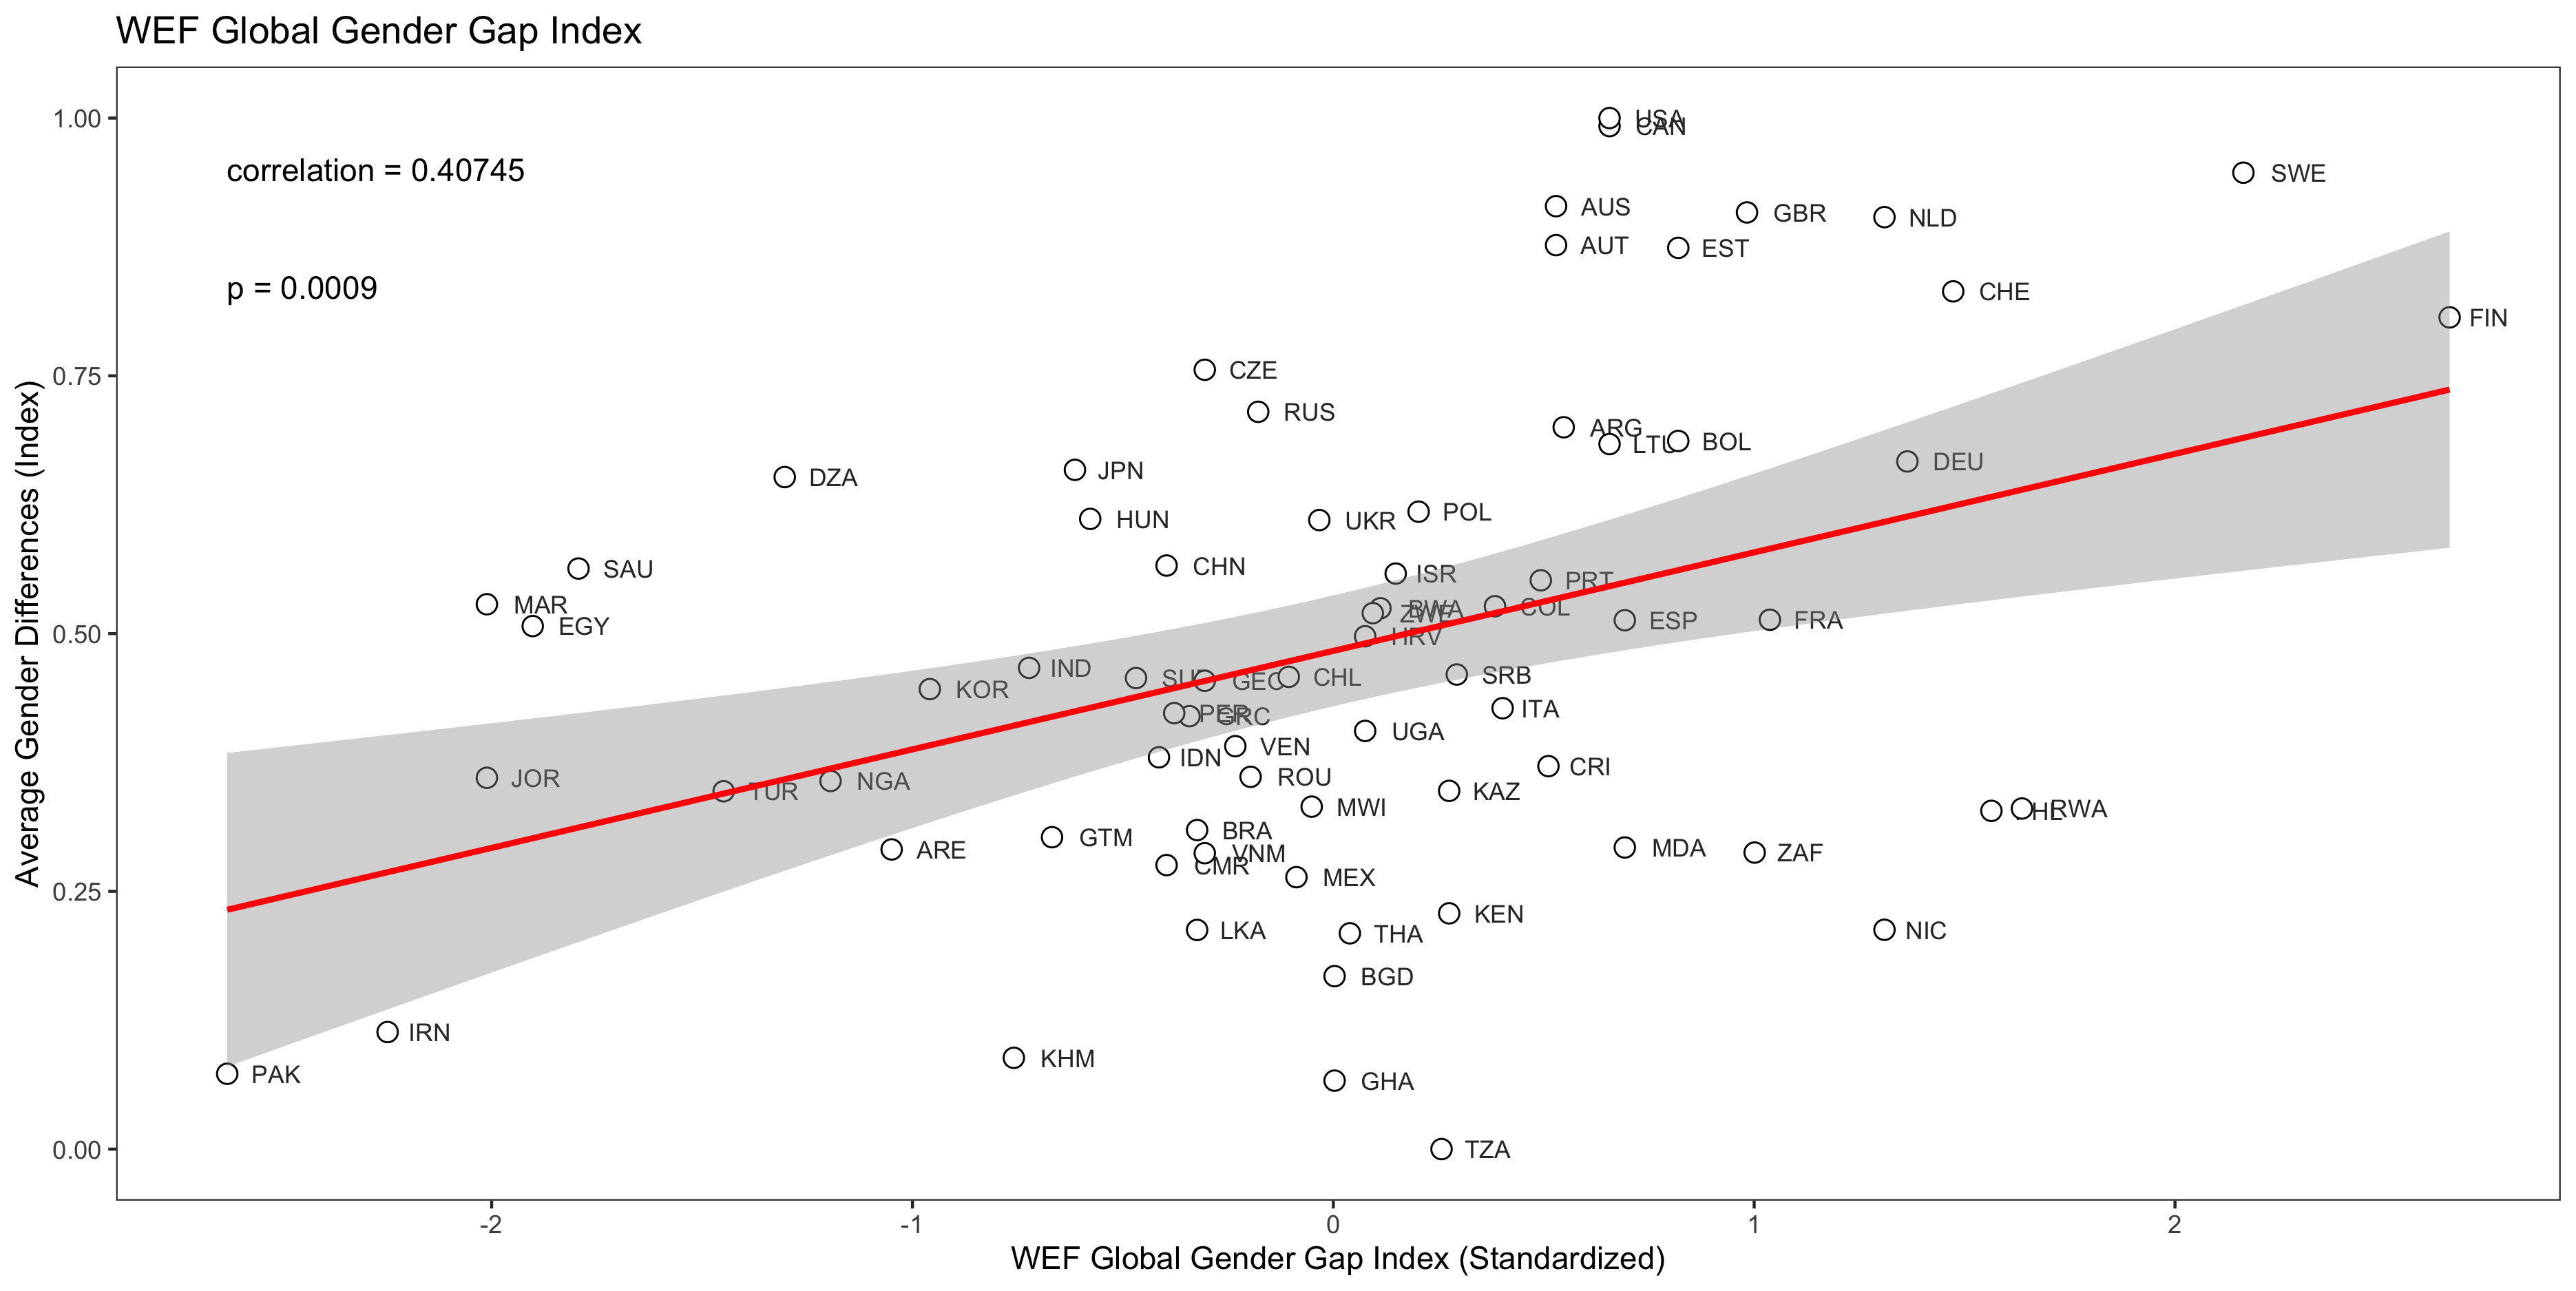 WEF Global Gender Gap Index
1.00
USA
CAN
correlation = 0.40745
SWE
AUS
GBR
NLD
AUT
EST
p = 0.0009
CHE
FIN
0.75
CZE
RUS
ARG
LTU
BOL
DEU
JPN
DZA
HUN
UKR
POL
CHN
SAU
ISR
PRT
MAR
BWA
ZWE
COL
0.50
EGY
ESP
FRA
HRV
IND
SRB
CHL
GEO
KOR
ITA
PER
GRC
UGA
VEN
IDN
CRI
ROU
JOR
NGA
TUR
KAZ
MWI
RWA
BRA
GTM
MDA
ARE
ZAF
VNM
CMR
MEX
0.25
KEN
LKA
THA
NIC
BGD
IRN
PAK
KHM
GHA
0.00
TZA
-2
-1
0
1
2
WEF Global Gender Gap Index (Standardized)
Average Gender Differences (Index)